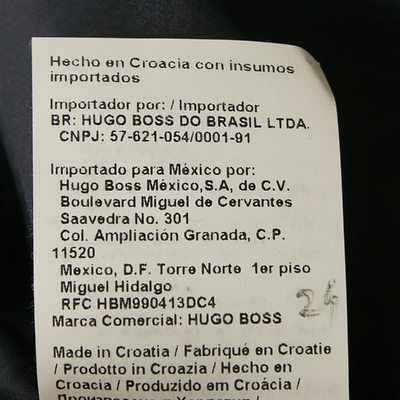 Hecho en Croacia con insumos
importados
Importador por: / Importador
BR: HUGO BOSS DO BRASIL LTDA.
CNPJ: 57-621-054/0001-91
Importado para México por:
Hugo Boss México,S.A, de C.V.
Boulevard Miguel de Cervantes
Saavedra No. 301
Col. Ampliación Granada, C.P.
11520
Mexico, D.F. Torre Norte 1er piso
Miguel Hidalgo
RFC HBM990413DC4
Marca Comercial: HUGO BOSS
24
Made in Croatia / Fabriqué en Croatie
/ Prodotto in Croazia / Hecho en
Croacia / Produzido em Croácia /